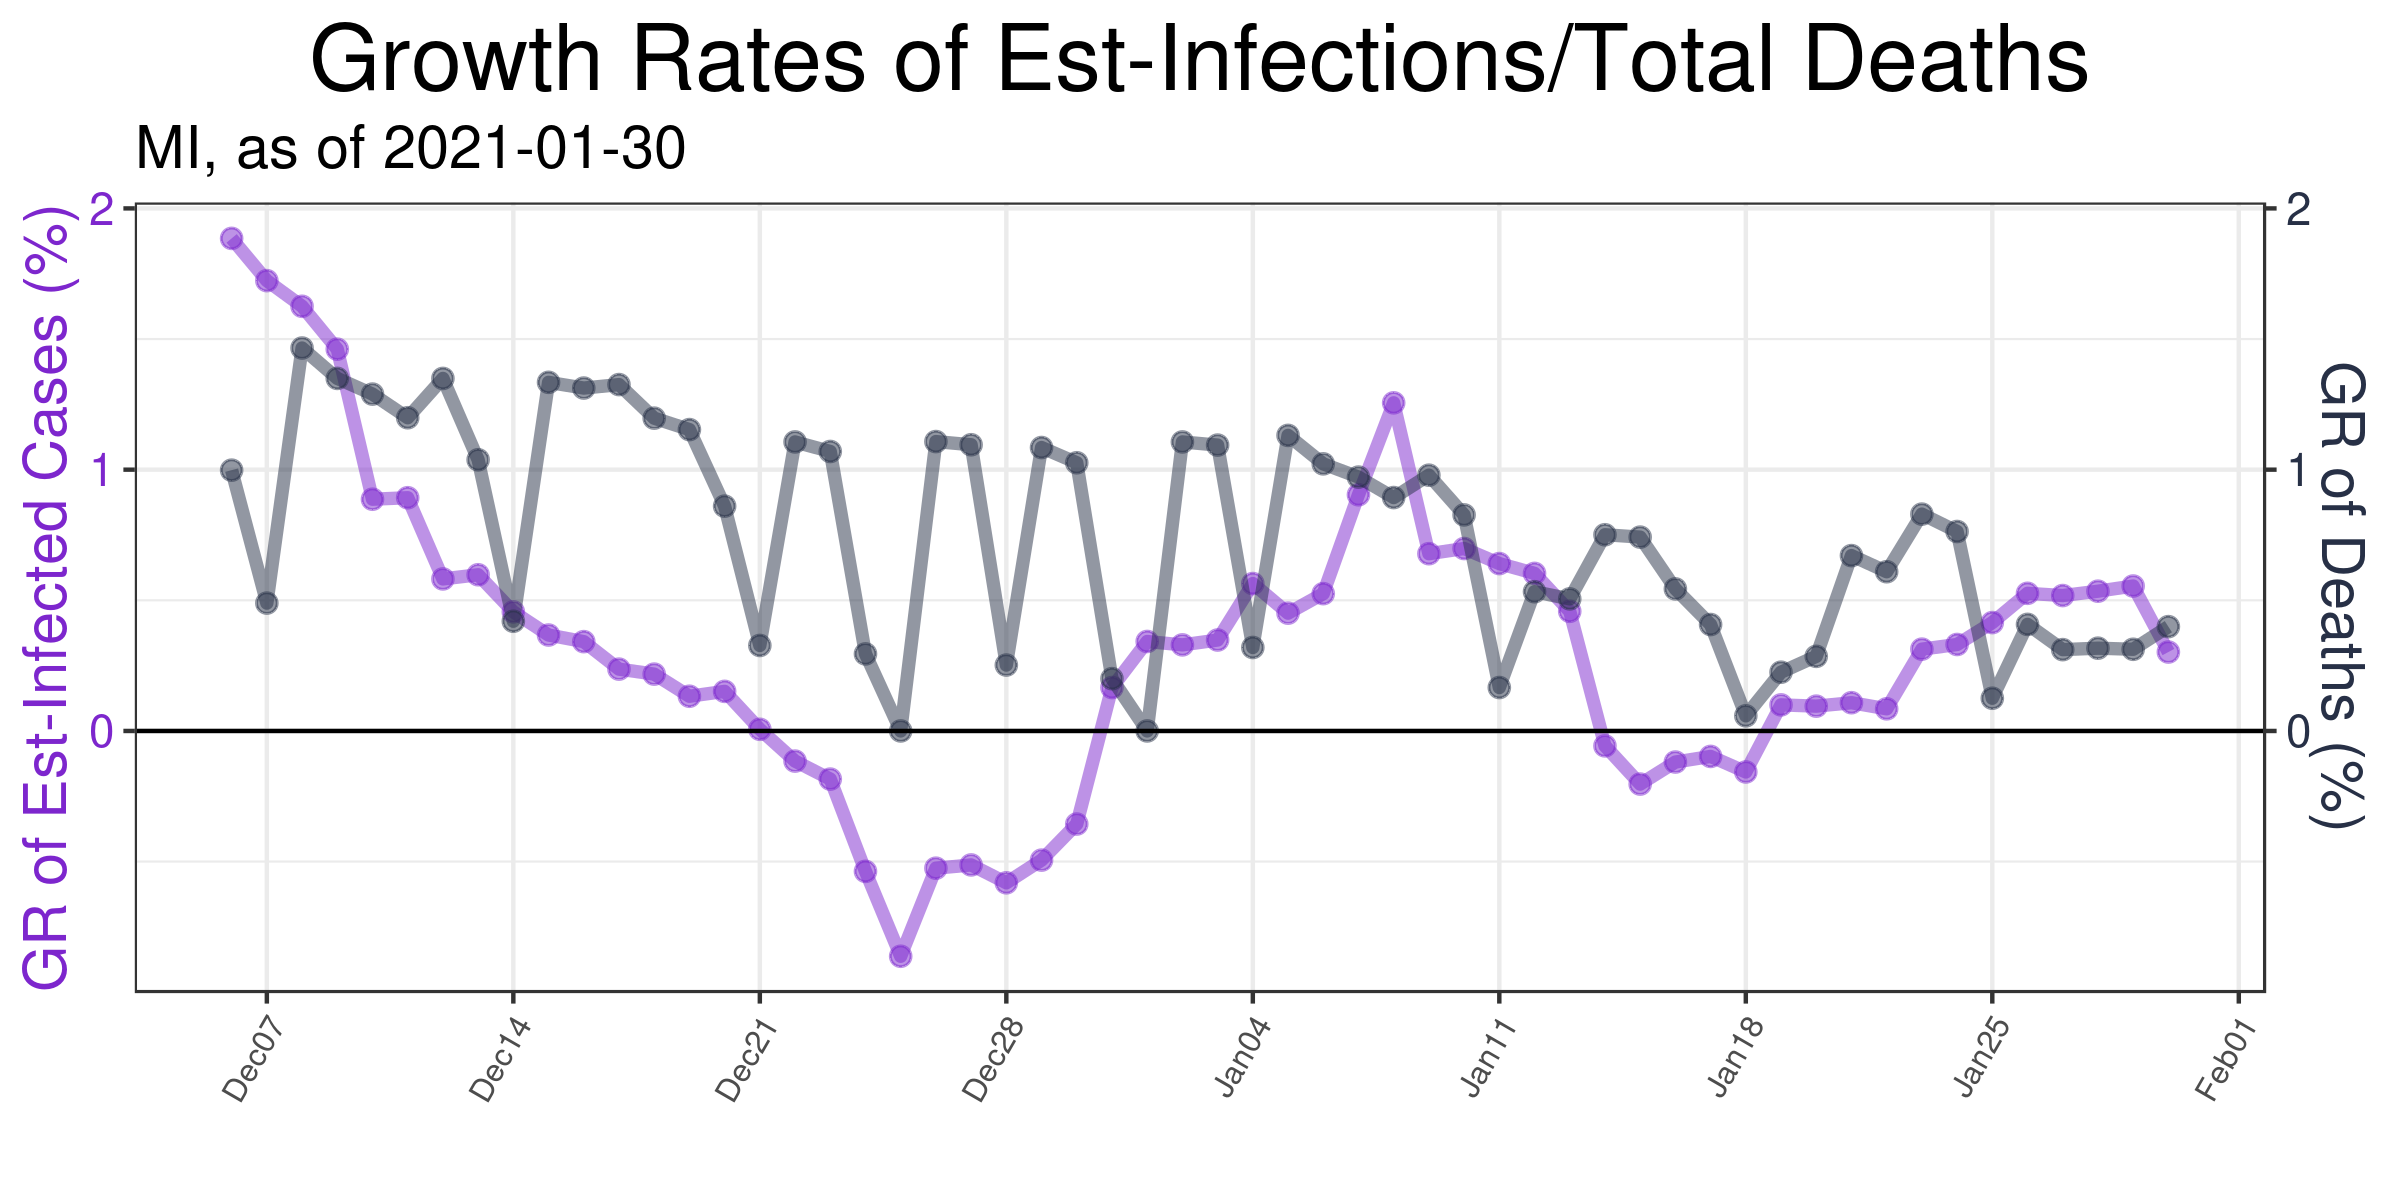 Growth Rates of Est-Infections/Total Deaths
MI, as of 2021-01-30
GR of Est-Infected Cases (%)
2
1
0
2
1
0
GR of Deaths (%)
Dec07
Dec14
Dec21
Dec28
Jan04
Jan11
Jan18
Jan25
Feb01